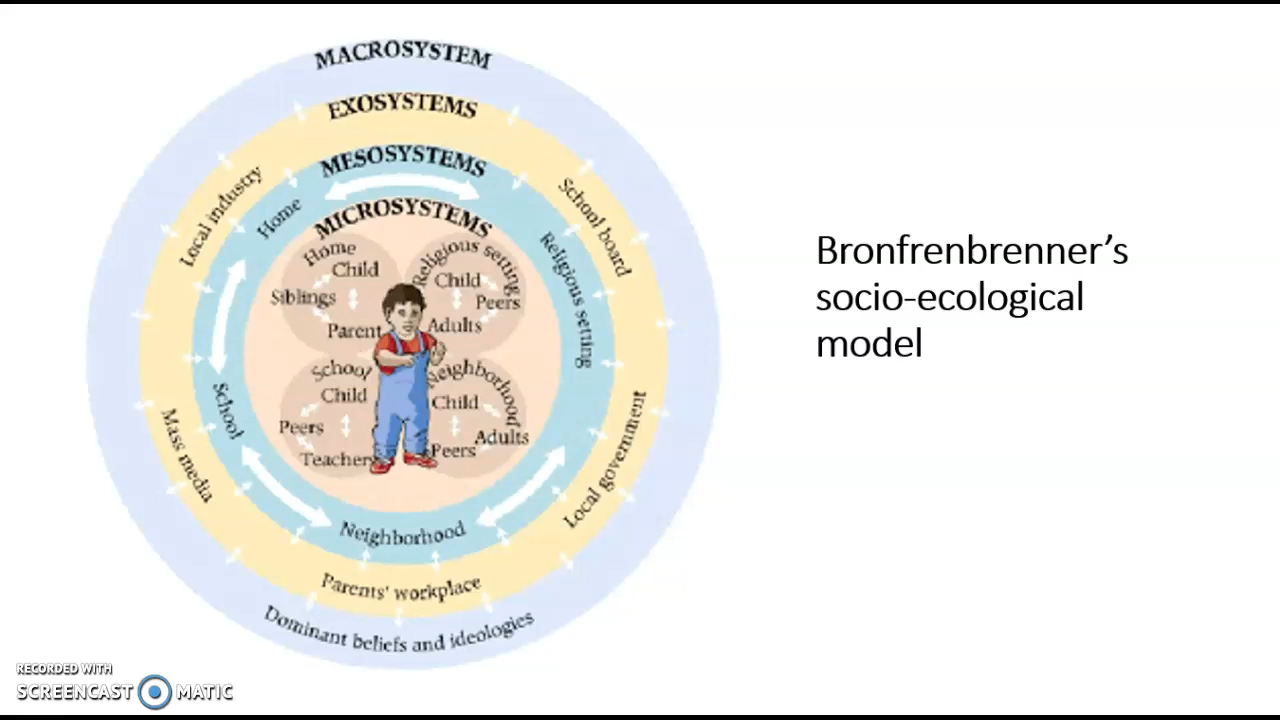 MACROSYSTEM
EXOSYSTEMS
MESOSYSTEMS
MICROSYSTEMS
Local industry
School board
Home
Religious setting
Home
Child
Siblings
Parent
Religious setting
Child
Peers
Adults
School
Child
Peers
Teacher
Neighborhood
Child
Adults
Peers
School
Neighborhood
Mass media
Local government
Parents' workplace
Dominant beliefs and ideologies
Bronfrenbrenner’s
socio-ecological
model
RECORDED WITH
SCREENCAST MATIC